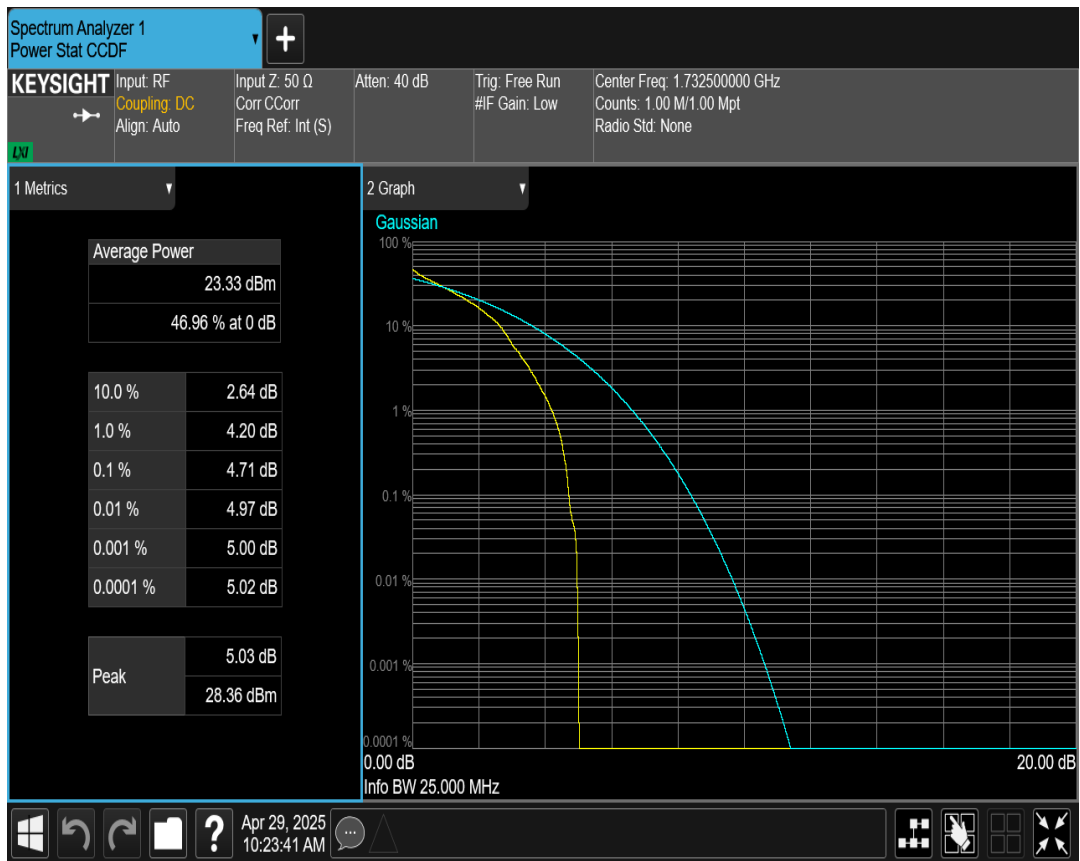 Spectrum Analyzer 1
Power Stat CCDF
+
KEYSIGHT
LXI
Input: RF
Coupling: DC
Align: Auto
Input Z: 50 Ω
Corr CCorr
Freq Ref: Int (S)
Atten: 40 dB
Trig: Free Run
#IF Gain: Low
Center Freq: 1.732500000 GHz
Counts: 1.00 M/1.00 Mpt
Radio Std: None
1 Metrics
Average Power
23.33 dBm
46.96 % at 0 dB
10.0 % 2.64 dB
1.0 % 4.20 dB
0.1 % 4.71 dB
0.01 % 4.97 dB
0.001 % 5.00 dB
0.0001 % 5.02 dB
Peak
5.03 dB
28.36 dBm
2 Graph
Gaussian
100 %
10 %
1 %
0.1 %
0.01 %
0.001 %
0.0001 %
0.00 dB 20.00 dB
Info BW 25.000 MHz
?
Apr 29, 2025
10:23:41 AM